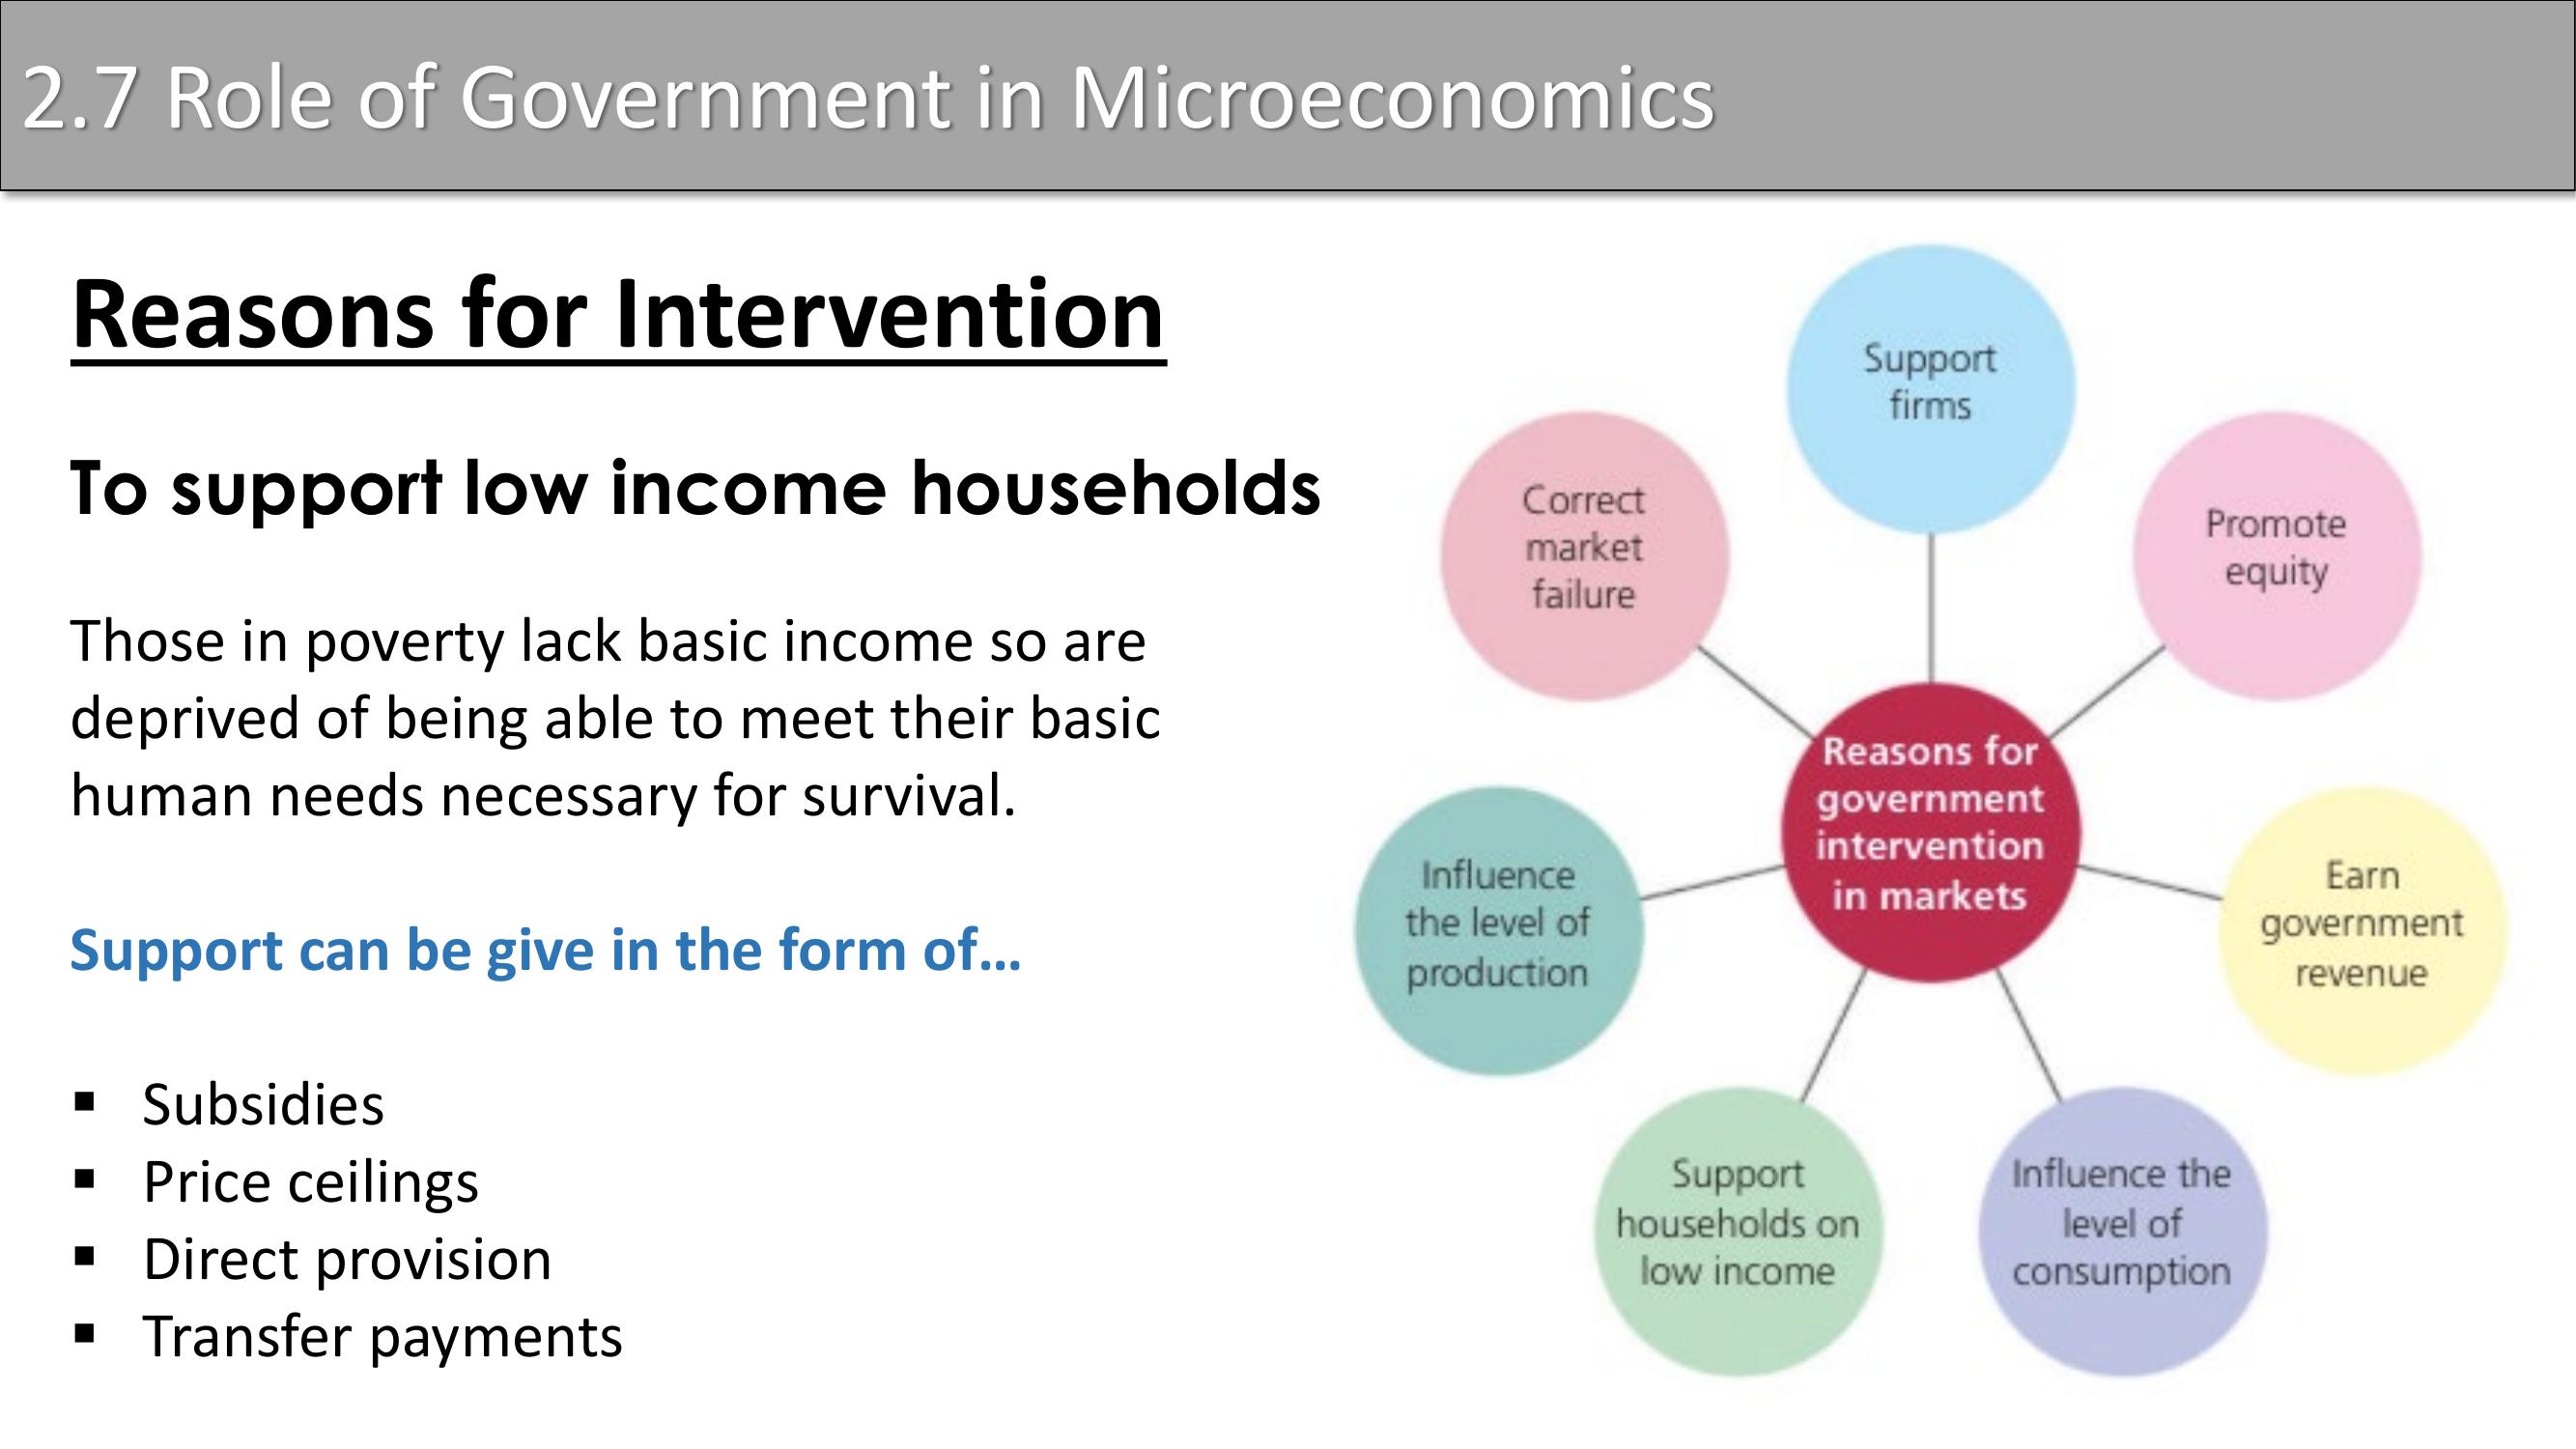 2.7 Role of Government in Microeconomics
Reasons for Intervention
To support low income households
Those in poverty lack basic income so are
deprived of being able to meet their basic
human needs necessary for survival.
Support can be give in the form of...
▪ Subsidies
▪ Price ceilings
▪ Direct provision
▪ Transfer payments
Support
firms
Correct
market
failure
Promote
equity
Reasons for
government
intervention
in markets
Influence
the level of
production
Earn
government
revenue
Support
households on
low income
Influence the
level of
consumption